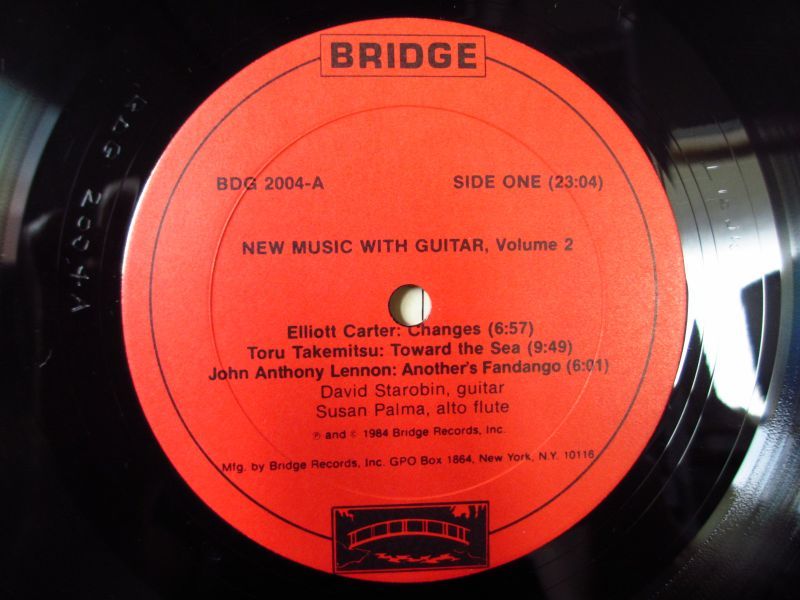 BRIDGE
BDG 2004-A SIDE ONE (23:04)
NEW MUSIC WITH GUITAR, Volume 2
Elliott Carter: Changes (6:57)
Toru Takemitsu: Toward the Sea (9:49)
John Anthony Lennon: Another's Fandango (6:01)
David Starobin, guitar
Susan Palma, alto flute
℗ and © 1984 Bridge Records, Inc.
Mfg. by Bridge Records, Inc. GPO Box 1864, New York, N.Y. 10116